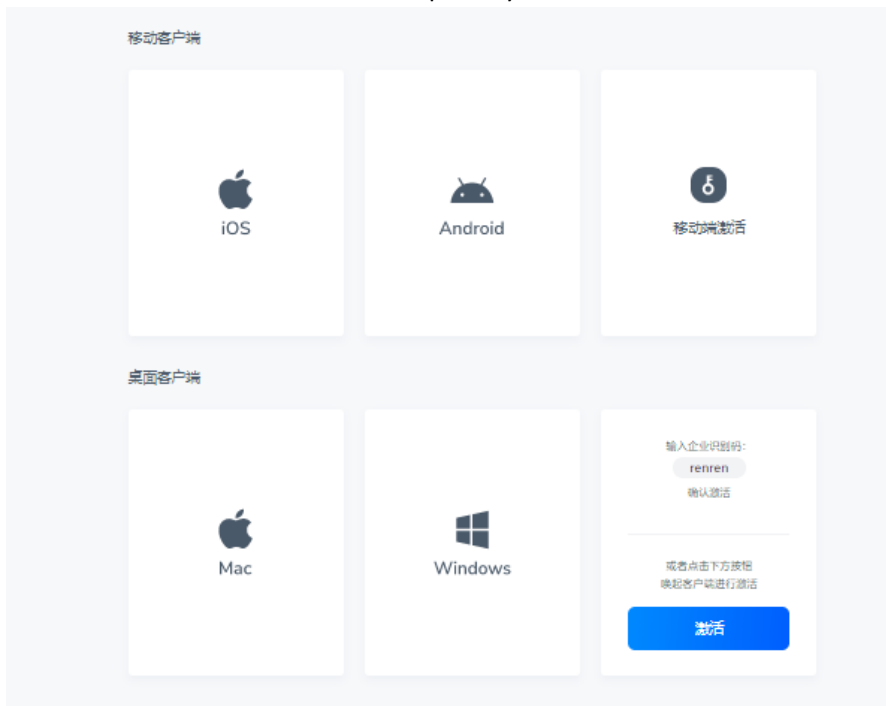 移动客户端
iOS
Android
移动端激活
桌面客户端
Mac
Windows
输入企业识别码:
renren
确认激活
或者点击下方按钮
唤起客户端进行激活
激活